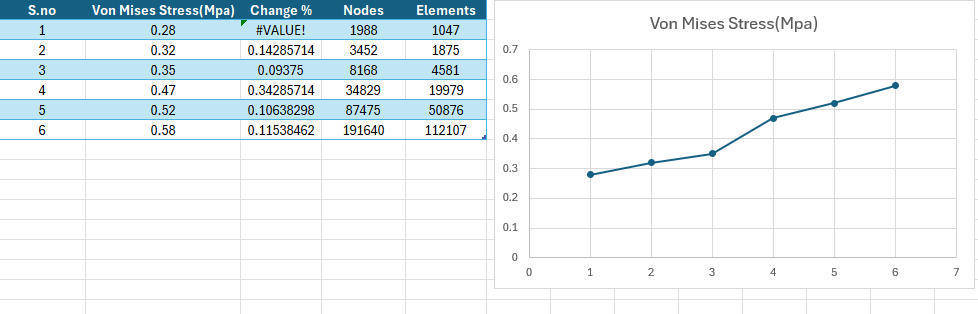 S.no Von Mises Stress(Mpa) Change % Nodes Elements
1 0.28 #VALUE! 1988 1047
2 0.32 0.14285714 3452 1875
3 0.35 0.09375 8168 4581
4 0.47 0.34285714 34829 19979
5 0.52 0.10638298 87475 50876
6 0.58 0.11538462 191640 112107
Von Mises Stress(Mpa)
0.7
0.6
0.5
0.4
0.3
0.2
0.1
0
0 1 2 3 4 5 6 7